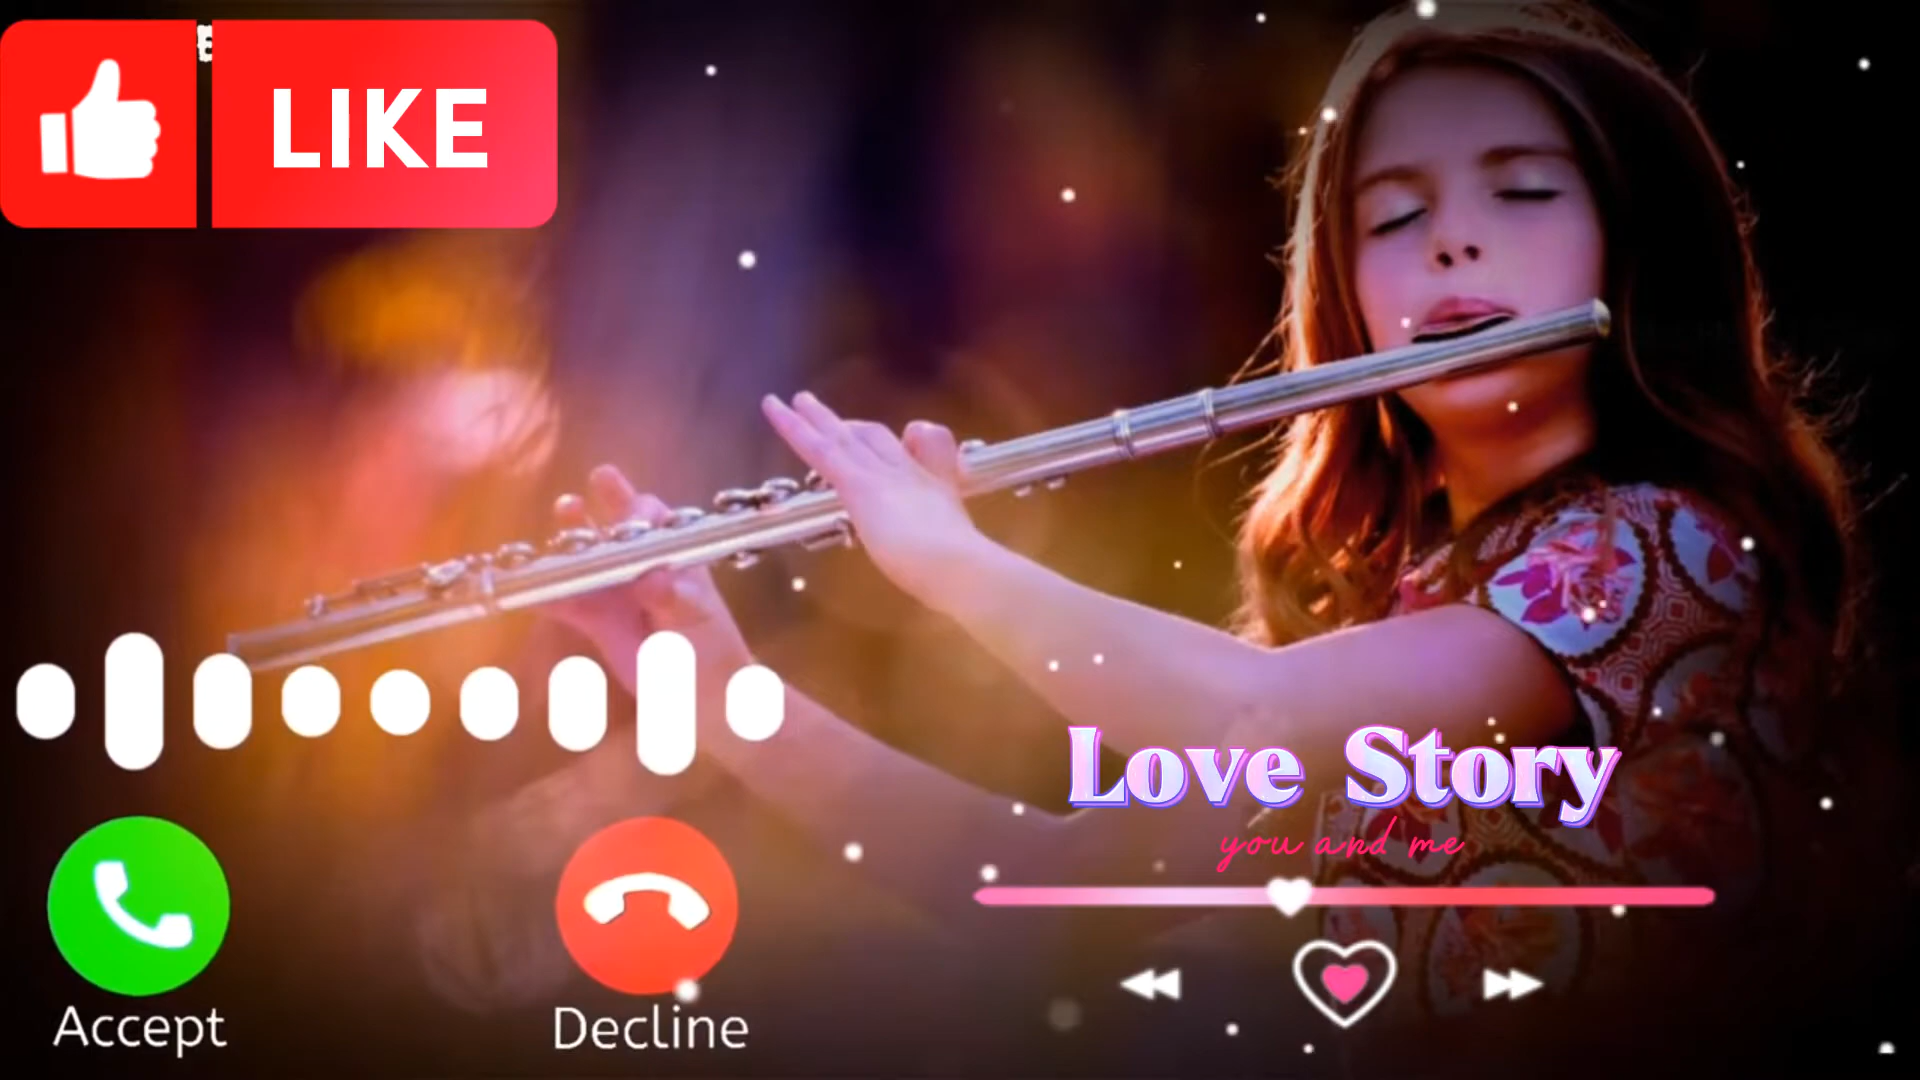 LIKE
Love Story
you and me
Accept
Decline